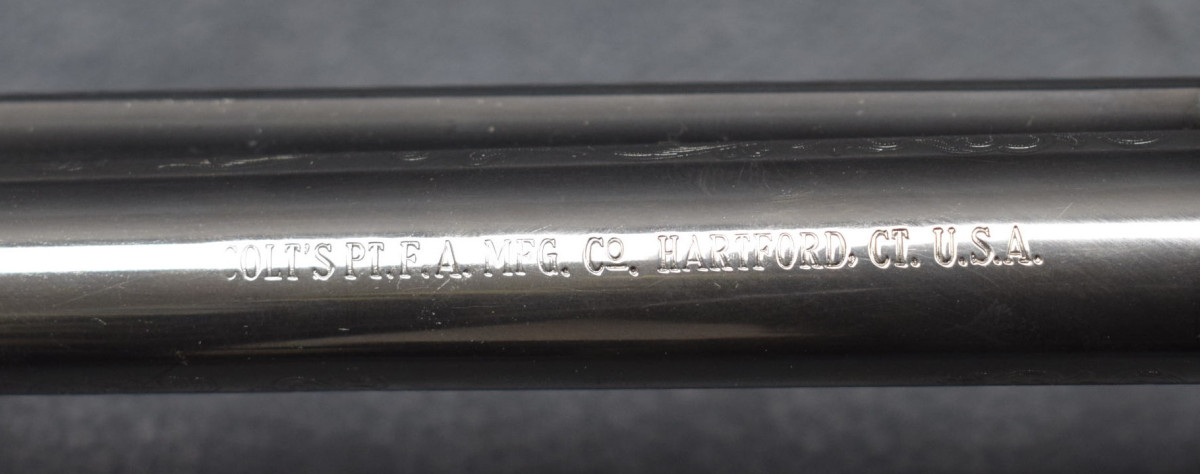 COLT'S PT. F. A. MFG. Co. HARTFORD, CT. U.S.A.